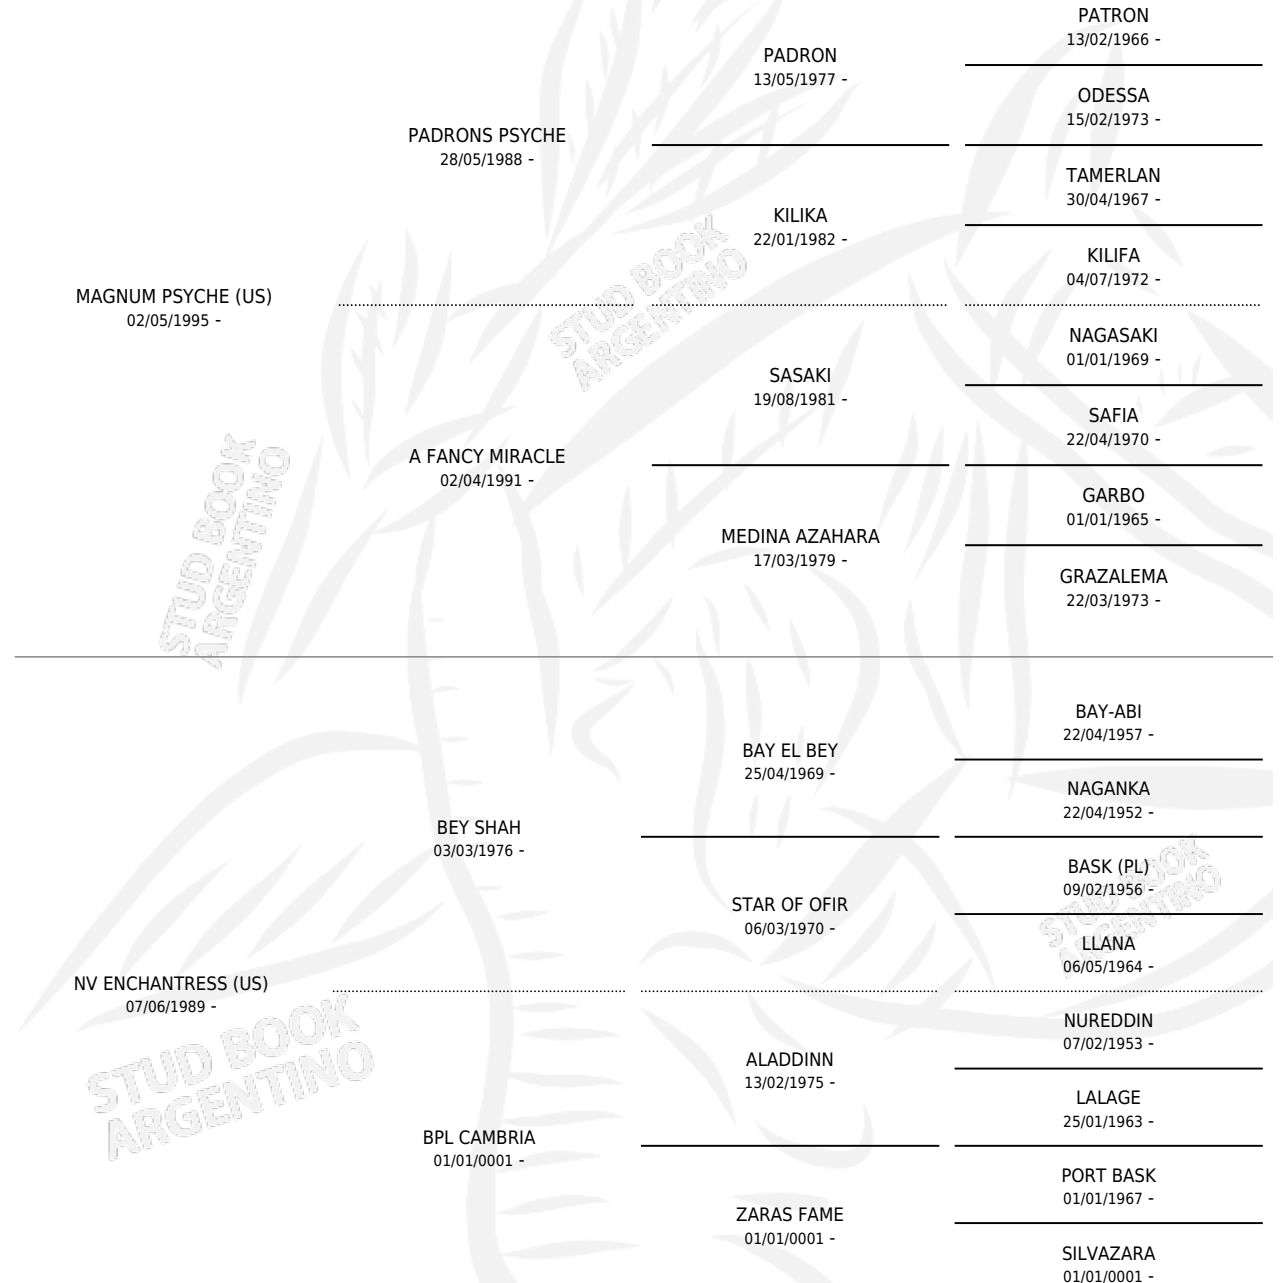 PATRON
13/02/1966 -
PADRON
13/05/1977 -
ODESSA
15/02/1973 -
PADRONS PSYCHE
28/05/1988 -
TAMERLAN
30/04/1967 -
KILIKA
22/01/1982 -
KILIFA
04/07/1972 -
STUD BOOK
ARGENTINO
MAGNUM PSYCHE (US)
02/05/1995 -
NAGASAKI
01/01/1969 -
SASAKI
19/08/1981 -
SAFIA
22/04/1970 -
A FANCY MIRACLE
02/04/1991 -
GARBO
01/01/1965 -
MEDINA AZAHARA
17/03/1979 -
GRAZALEMA
22/03/1973 -
STUD BOOK
ARGENTINO
BAY-ABI
22/04/1957 -
BAY EL BEY
25/04/1969 -
NAGANKA
22/04/1952 -
BEY SHAH
03/03/1976 -
BASK (PL)
09/02/1956 -
STAR OF OFIR
06/03/1970 -
LLANA
06/05/1964 -
STUD BOOK
ARGENTINO
NV ENCHANTRESS (US)
07/06/1989 -
NUREDDIN
07/02/1953 -
ALADDINN
13/02/1975 -
LALAGE
25/01/1963 -
STUD BOOK
ARGENTINO
BPL CAMBRIA
01/01/0001 -
PORT BASK
01/01/1967 -
ZARAS FAME
01/01/0001 -
SILVAZARA
01/01/0001 -